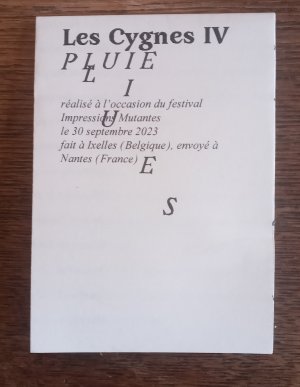 Les Cygnes IV
PLUIE
L
I
réalisé à l'occasion du festival
U
Impressions Mutantes
le 30 septembre 2023
fait à Ixelles (Belgique), envoyé à
Nantes (France)
E
S